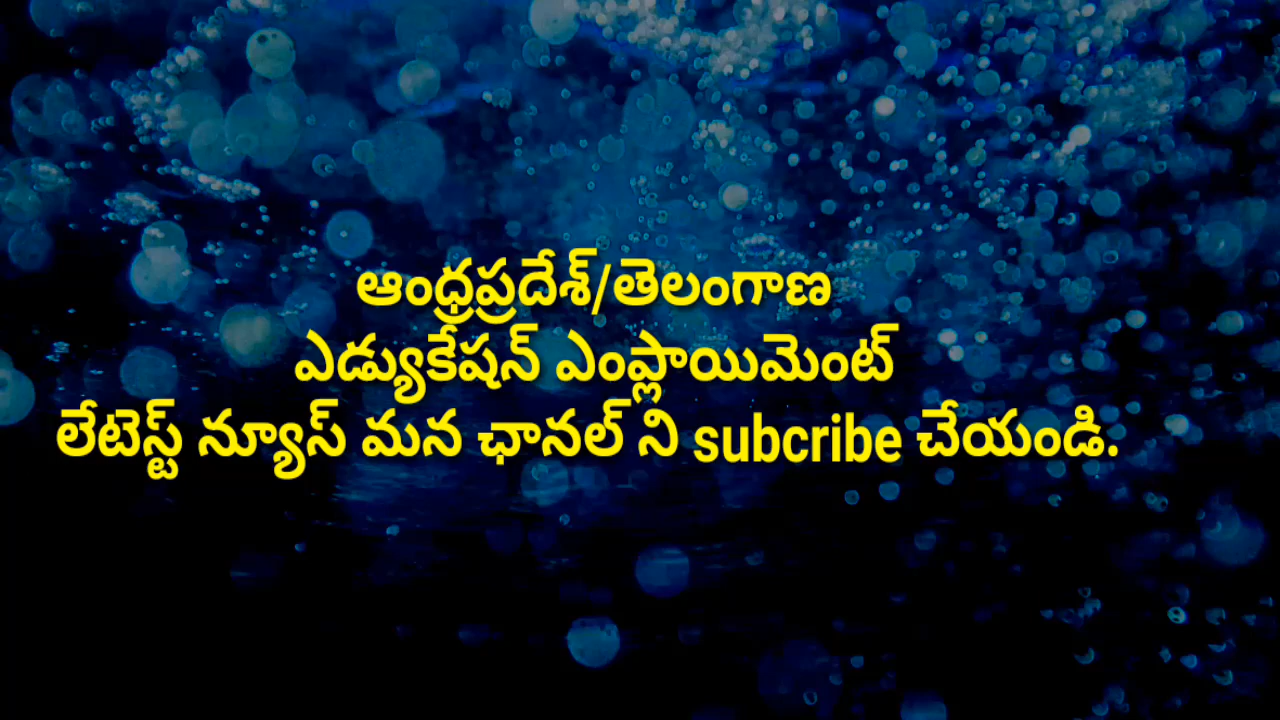 ఆంధ్రప్రదేశ్/తెలంగాణ
ఎడ్యుకేషన్ ఎంప్లాయిమెంట్
లేటెస్ట్ న్యూస్ మన ఛానల్ ని subcribe చేయండి.